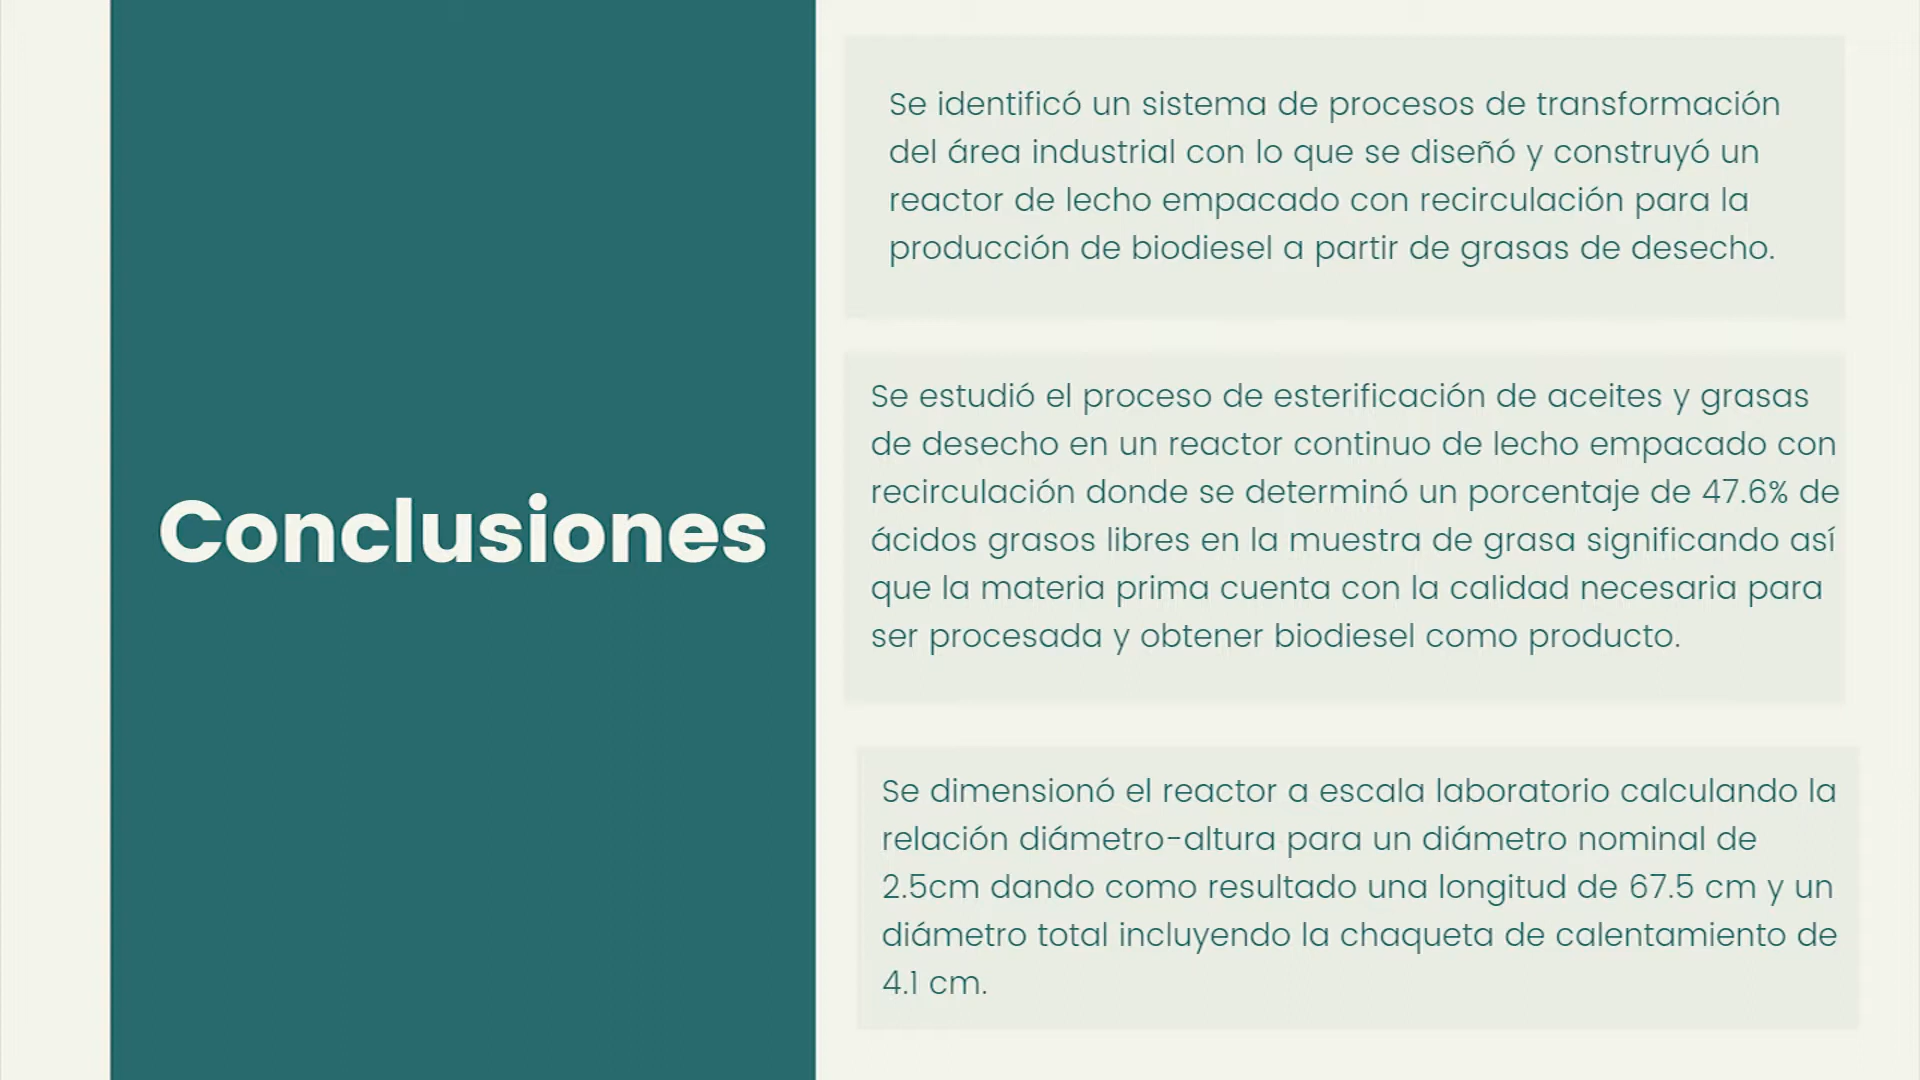 Conclusiones
Se identificó un sistema de procesos de transformación
del área industrial con lo que se diseñó y construyó un
reactor de lecho empacado con recirculación para la
producción de biodiesel a partir de grasas de desecho.
Se estudió el proceso de esterificación de aceites y grasas
de desecho en un reactor continuo de lecho empacado con
recirculación donde se determinó un porcentaje de 47.6% de
ácidos grasos libres en la muestra de grasa significando así
que la materia prima cuenta con la calidad necesaria para
ser procesada y obtener biodiesel como producto.
Se dimensionó el reactor a escala laboratorio calculando la
relación diámetro-altura para un diámetro nominal de
2.5cm dando como resultado una longitud de 67.5 cm y un
diámetro total incluyendo la chaqueta de calentamiento de
4.1 cm.